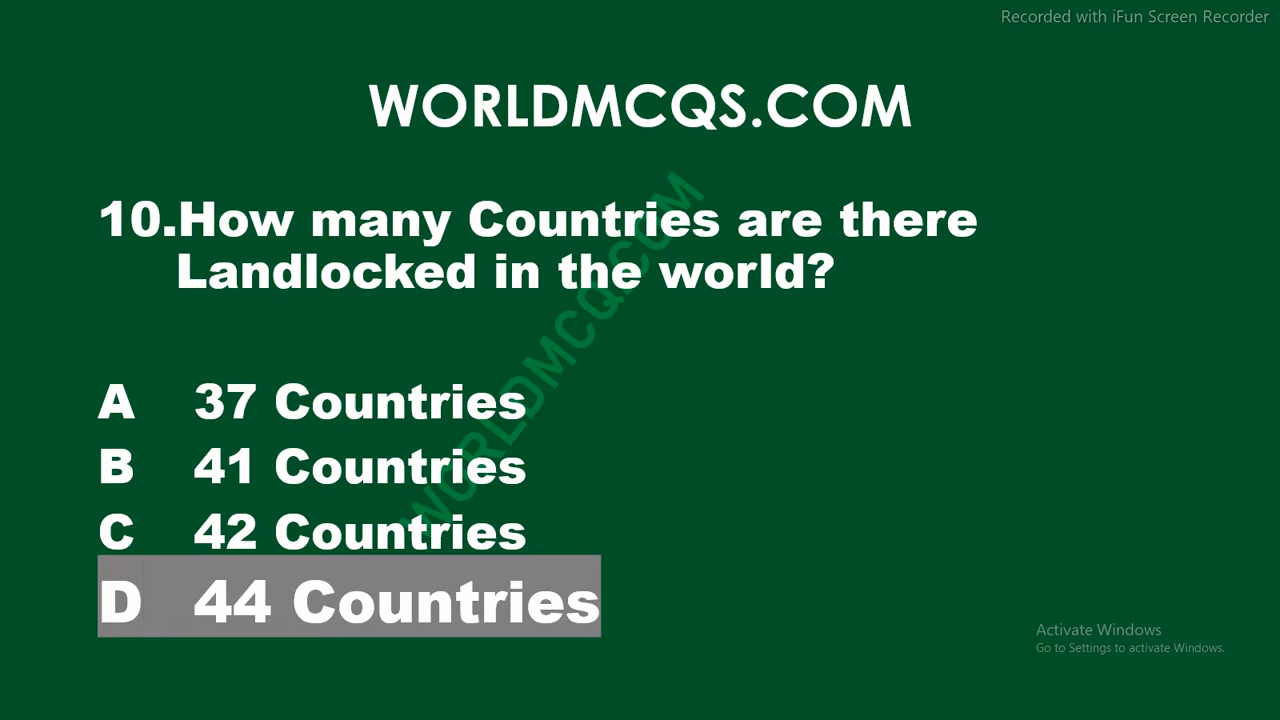 Recorded with iFun Screen Recorder
WORLDMCQS.COM
10.How many Countries are there
Landlocked in the world?
A 37 Countries
B 41 Countries
C 42 Countries
D 44 Countries
WORLDMCQ.COM
Activate Windows
Go to Settings to activate Windows.